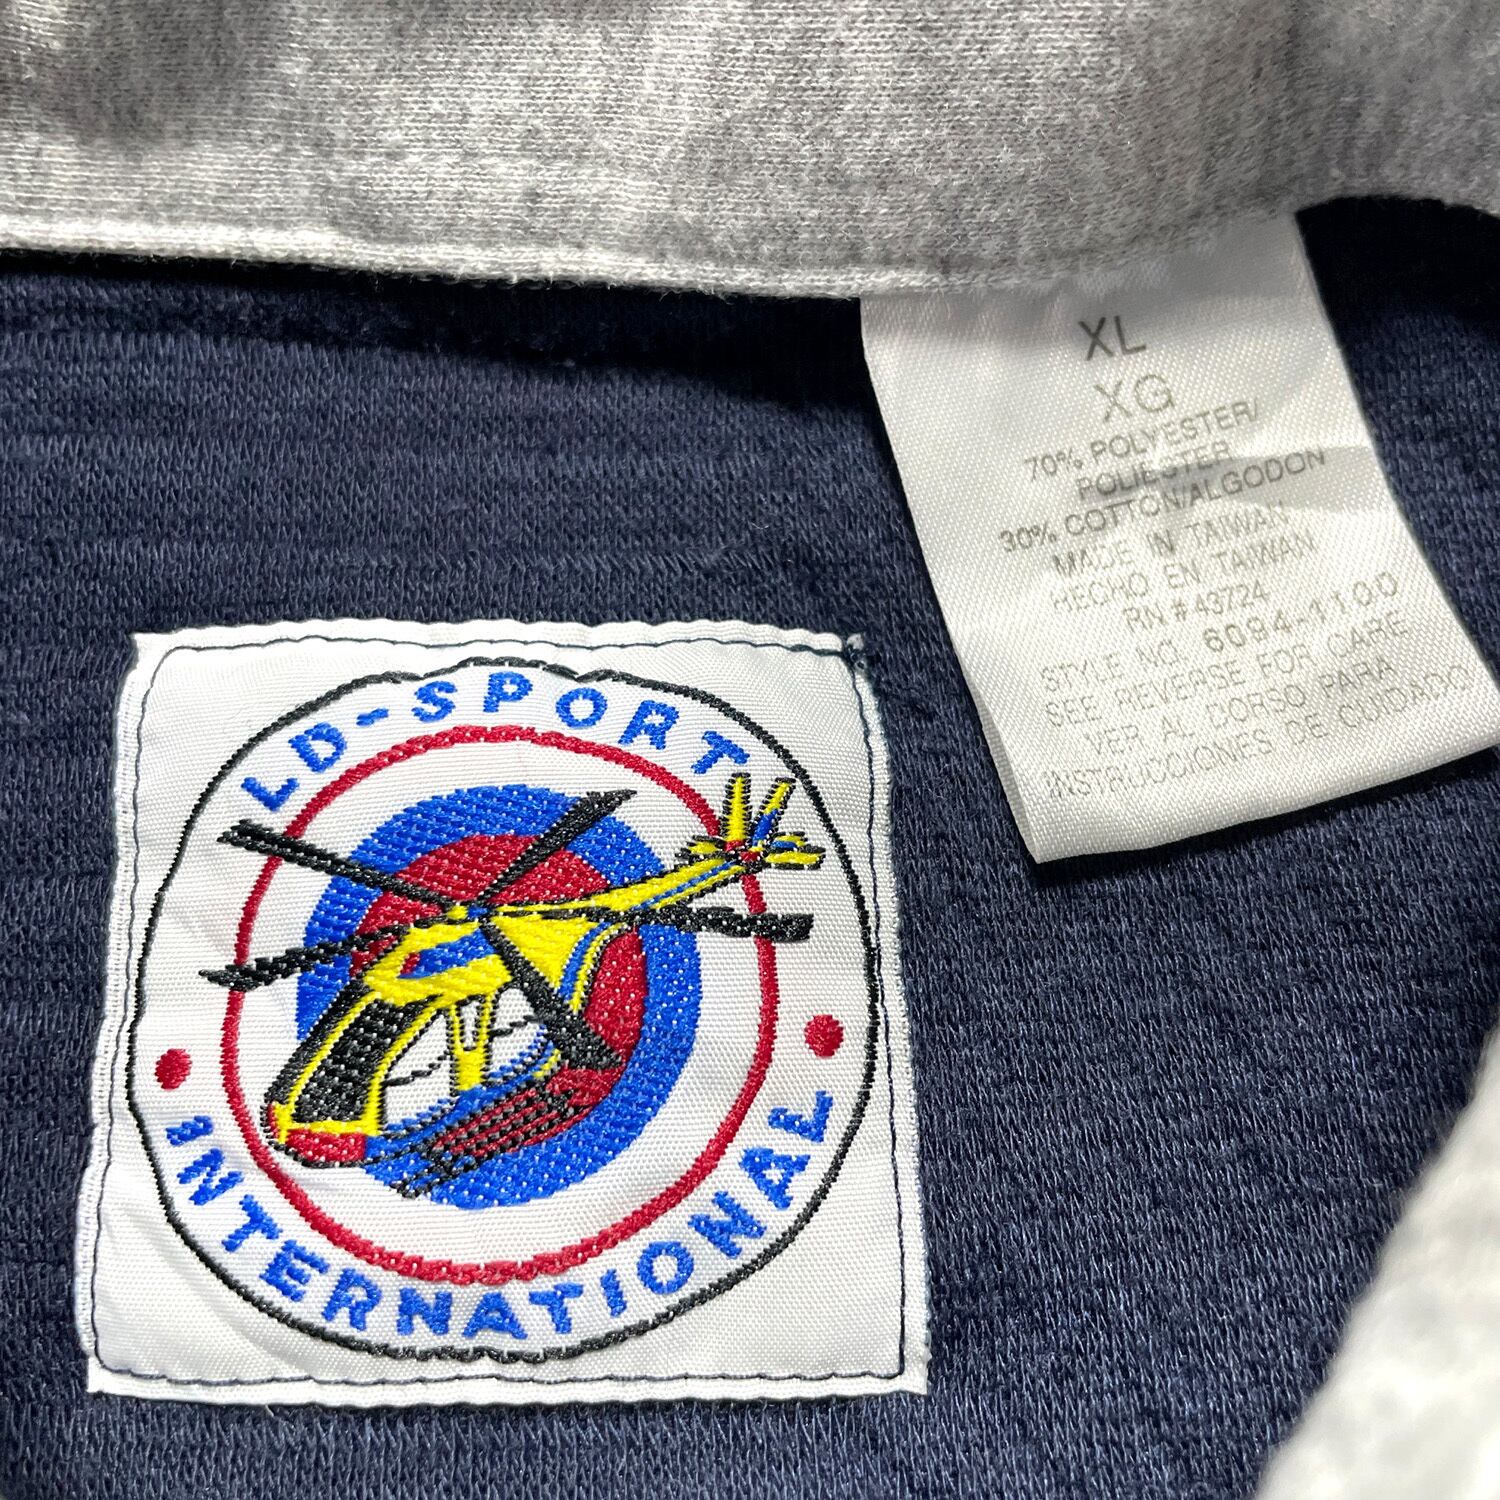 XL
XG
70% POLYESTER/
POLIESTER
30% COTTON/ALGODON
MADE IN TAIWAN
HECHO EN TAIWAN
RN # 43724
STYLE NO. 6094-1100
SEE REVERSE FOR CARE
VER AL DORSO PARA
INSTRUCCIONES DE CUIDADO
LD-SPORT
INTERNATIONAL